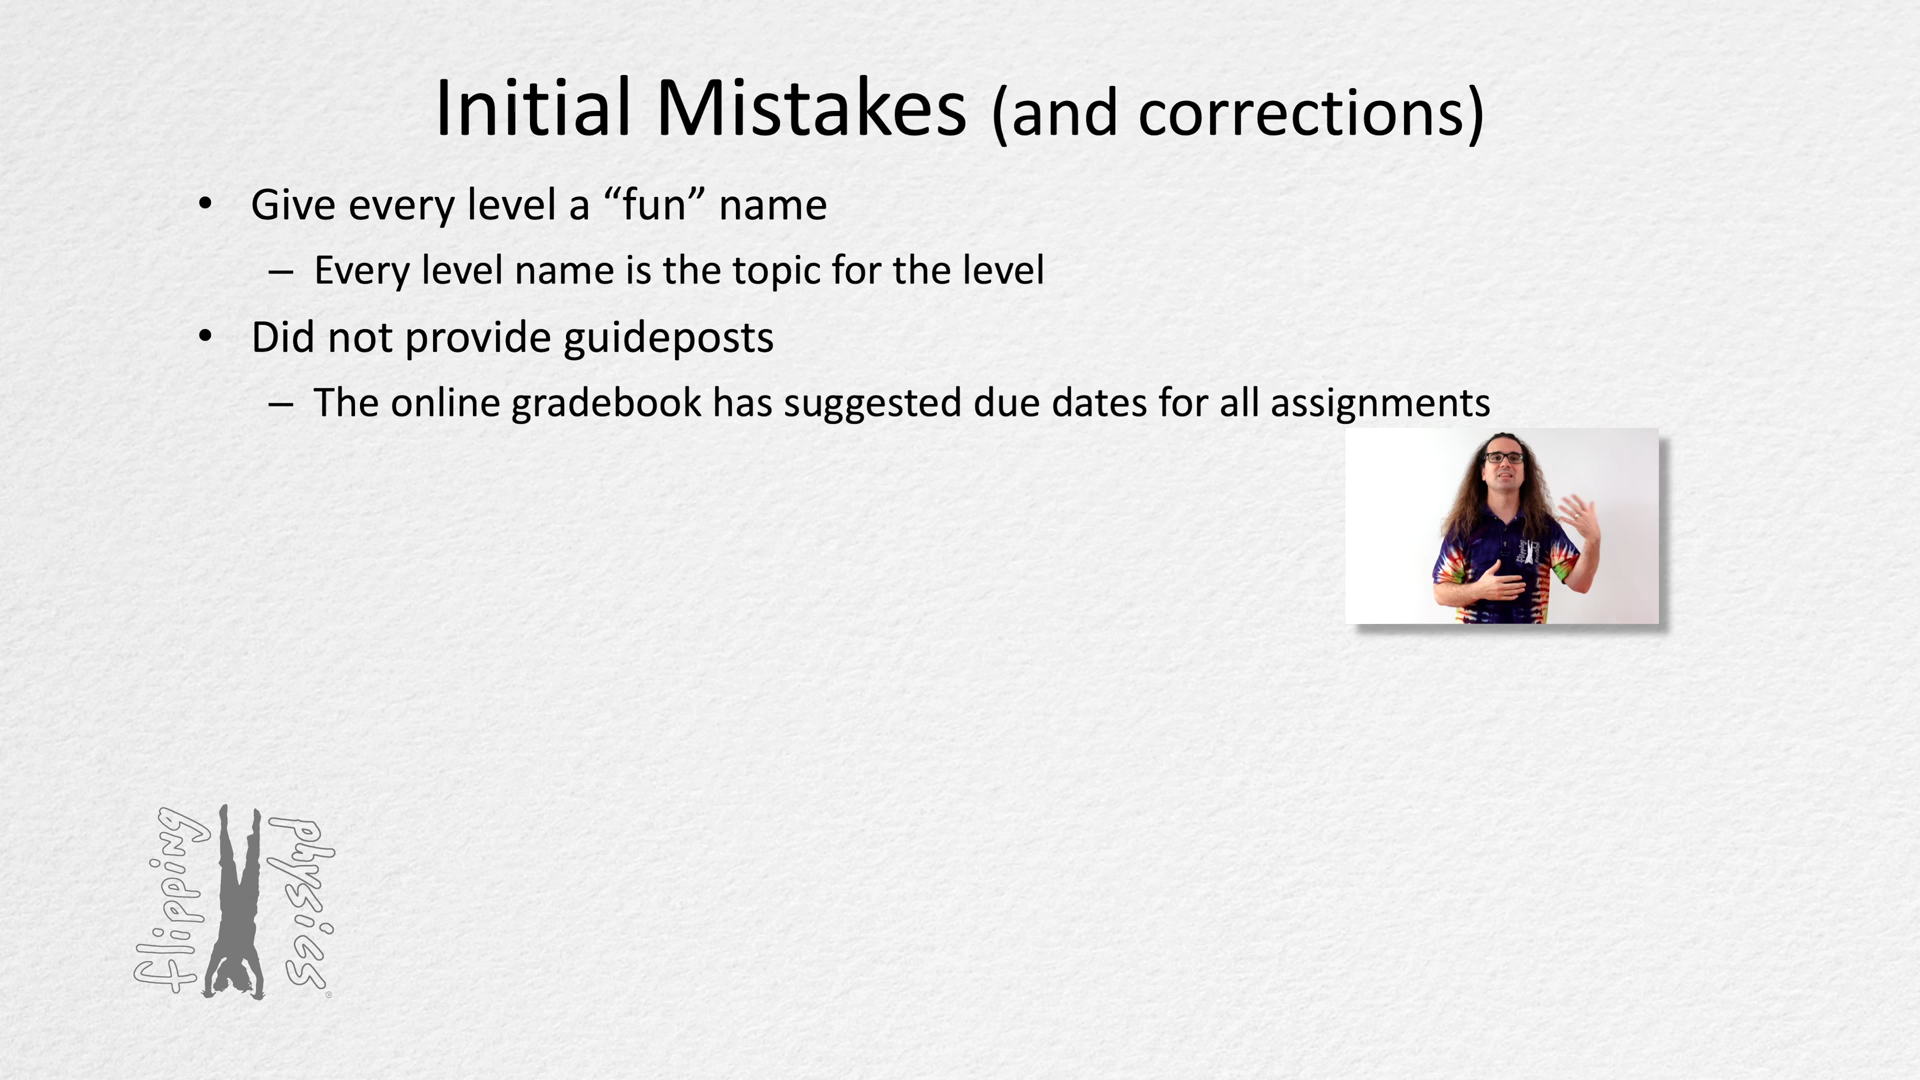 Initial Mistakes (and corrections)
• Give every level a “fun” name
– Every level name is the topic for the level
• Did not provide guideposts
– The online gradebook has suggested due dates for all assignments
flipping
physics
®